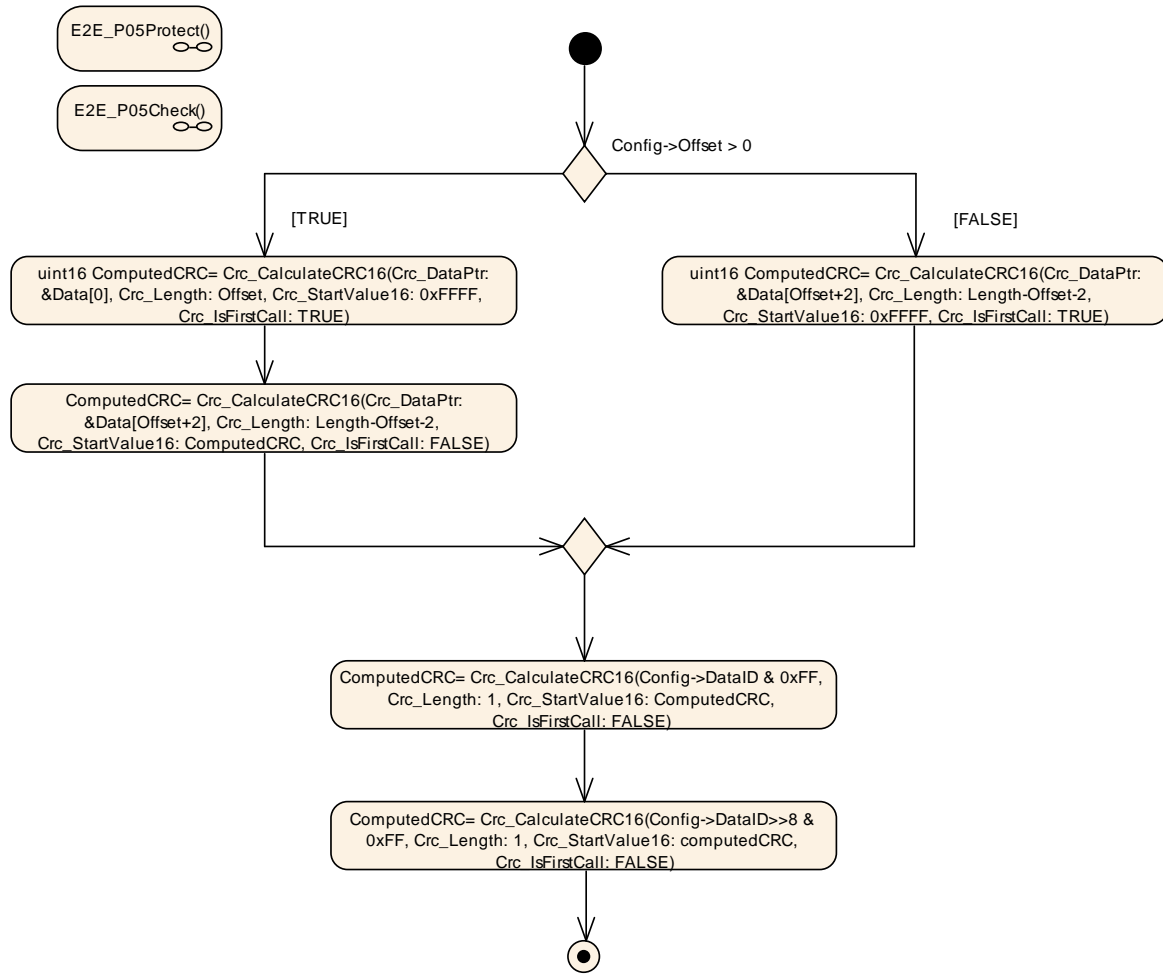 E2E_P05Protect()
E2E_P05Check()
Config->Offset > 0
[TRUE]
[FALSE]
uint16 ComputedCRC= Crc_CalculateCRC16(Crc_DataPtr:
&Data[0], Crc_Length: Offset, Crc_StartValue16: 0xFFFF,
Crc_IsFirstCall: TRUE)
uint16 ComputedCRC= Crc_CalculateCRC16(Crc_DataPtr:
&Data[Offset+2], Crc_Length: Length-Offset-2,
Crc_StartValue16: 0xFFFF, Crc_IsFirstCall: TRUE)
ComputedCRC= Crc_CalculateCRC16(Crc_DataPtr:
&Data[Offset+2], Crc_Length: Length-Offset-2,
Crc_StartValue16: ComputedCRC, Crc_IsFirstCall: FALSE)
ComputedCRC= Crc_CalculateCRC16(Config->DataID & 0xFF,
Crc_Length: 1, Crc_StartValue16: ComputedCRC,
Crc_IsFirstCall: FALSE)
ComputedCRC= Crc_CalculateCRC16(Config->DataID>>8 &
0xFF, Crc_Length: 1, Crc_StartValue16: computedCRC,
Crc_IsFirstCall: FALSE)